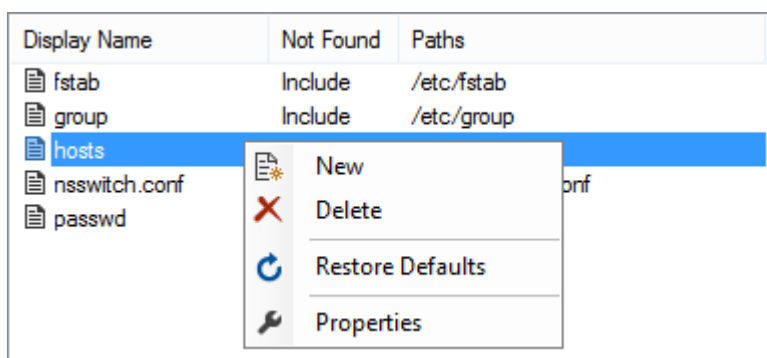 Display Name Not Found Paths
fstab Include /etc/fstab
group Include /etc/group
hosts
New
nsswitch.conf onf
Delete
passwd
Restore Defaults
Properties